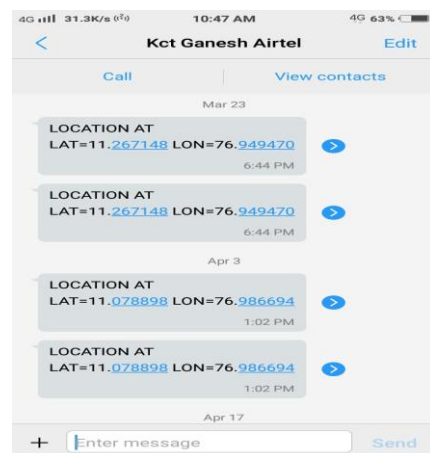 4G 31.3K/s 10:47 AM 4G 63%
Kct Ganesh Airtel Edit
Call View contacts
Mar 23
LOCATION AT
LAT=11.267148 LON=76.949470
6:44 PM
LOCATION AT
LAT=11.267148 LON=76.949470
6:44 PM
Apr 3
LOCATION AT
LAT=11.078898 LON=76.986694
1:02 PM
LOCATION AT
LAT=11.078898 LON=76.986694
1:02 PM
Apr 17
Enter message Send